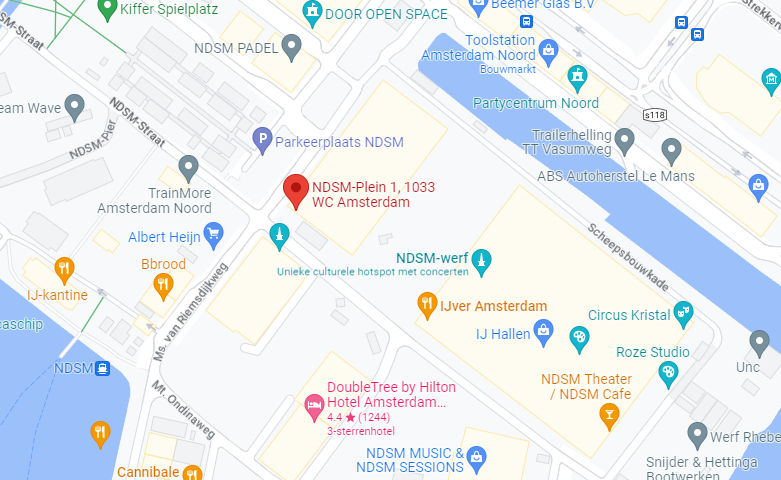 Kiffer Spielplatz
DOOR OPEN SPACE
Beemer Glas B.V
SM-Straat
NDSM PADEL
Toolstation
Amsterdam Noord
Bouwmarkt
eam Wave
NDSM-Straat
Partycentrum Noord
s118
NDSM-Pier
Parkeerplaats NDSM
Trailerhelling
TT Vasumweg
ABS Autoherstel Le Mans
TrainMore
Amsterdam Noord
NDSM-Plein 1, 1033
WC Amsterdam
Albert Heijn
Scheepsbouwkade
NDSM-werf
Unieke culturele hotspot met concerten
Bbrood
IJ-kantine
Ms. van Riemsdijkweg
IJver Amsterdam
Circus Kristal
IJ Hallen
caschip
Roze Studio
NDSM
Unc
NDSM Theater
/ NDSM Cafe
DoubleTree by Hilton
Hotel Amsterdam...
4.4 ★ (1244)
3-sterrenhotel
Mt. Ondinaweg
Werf Rhebe
NDSM MUSIC &
NDSM SESSIONS
Snijder & Hertog
Bootwerken
Cannibale